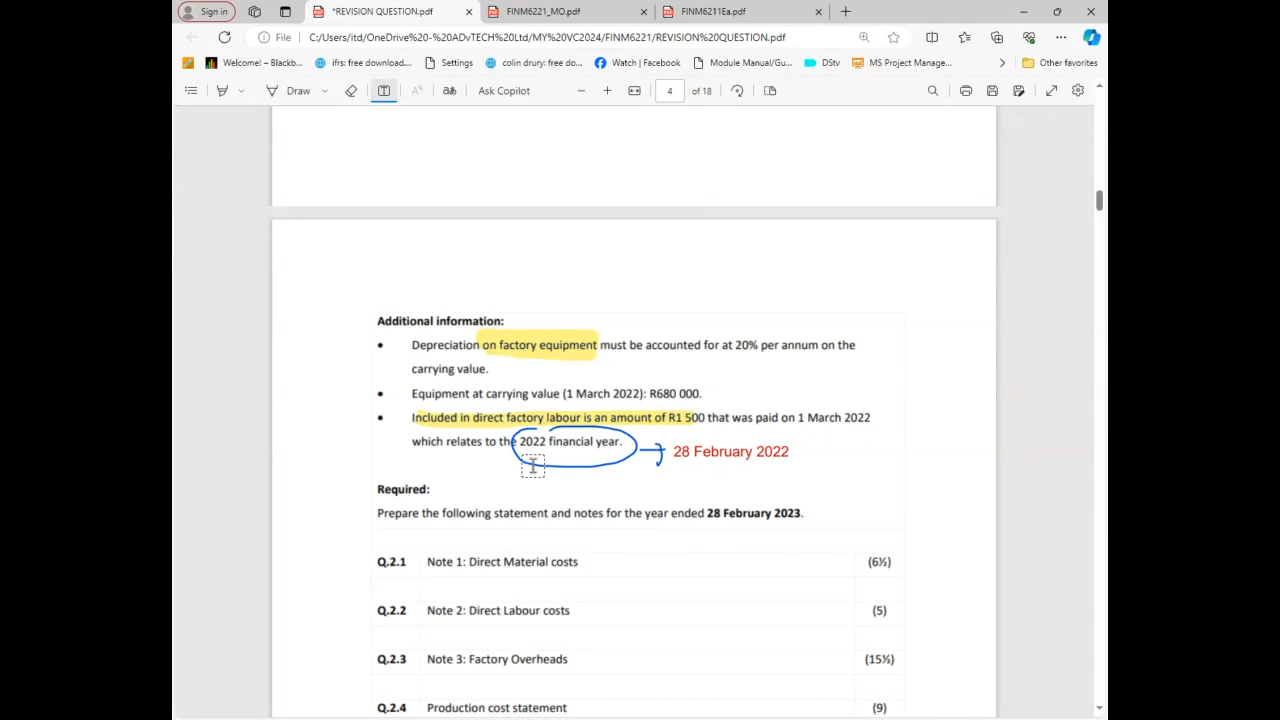 Sign in
*REVISION QUESTION.pdf
FINM6221_MO.pdf
FINM6211Ea.pdf
File
C:/Users/itd/OneDrive%20-%20ADvTECH%20Ltd/MY%20VC2024/FINM6221/REVISION%20QUESTION.pdf
Welcome! – Blackb...
ifrs: free download....
Settings
colin drury: free do...
Watch | Facebook
Module Manual/Gu...
DStv
MS Project Manage...
Other favorites
Draw
Ask Copilot
4 of 18
Additional information:
• Depreciation on factory equipment must be accounted for at 20% per annum on the
carrying value.
• Equipment at carrying value (1 March 2022): R680 000.
• Included in direct factory labour is an amount of R1 500 that was paid on 1 March 2022
which relates to the 2022 financial year.
28 February 2022
Required:
Prepare the following statement and notes for the year ended 28 February 2023.
Q.2.1 Note 1: Direct Material costs (6½)
Q.2.2 Note 2: Direct Labour costs (5)
Q.2.3 Note 3: Factory Overheads (15½)
Q.2.4 Production cost statement (9)